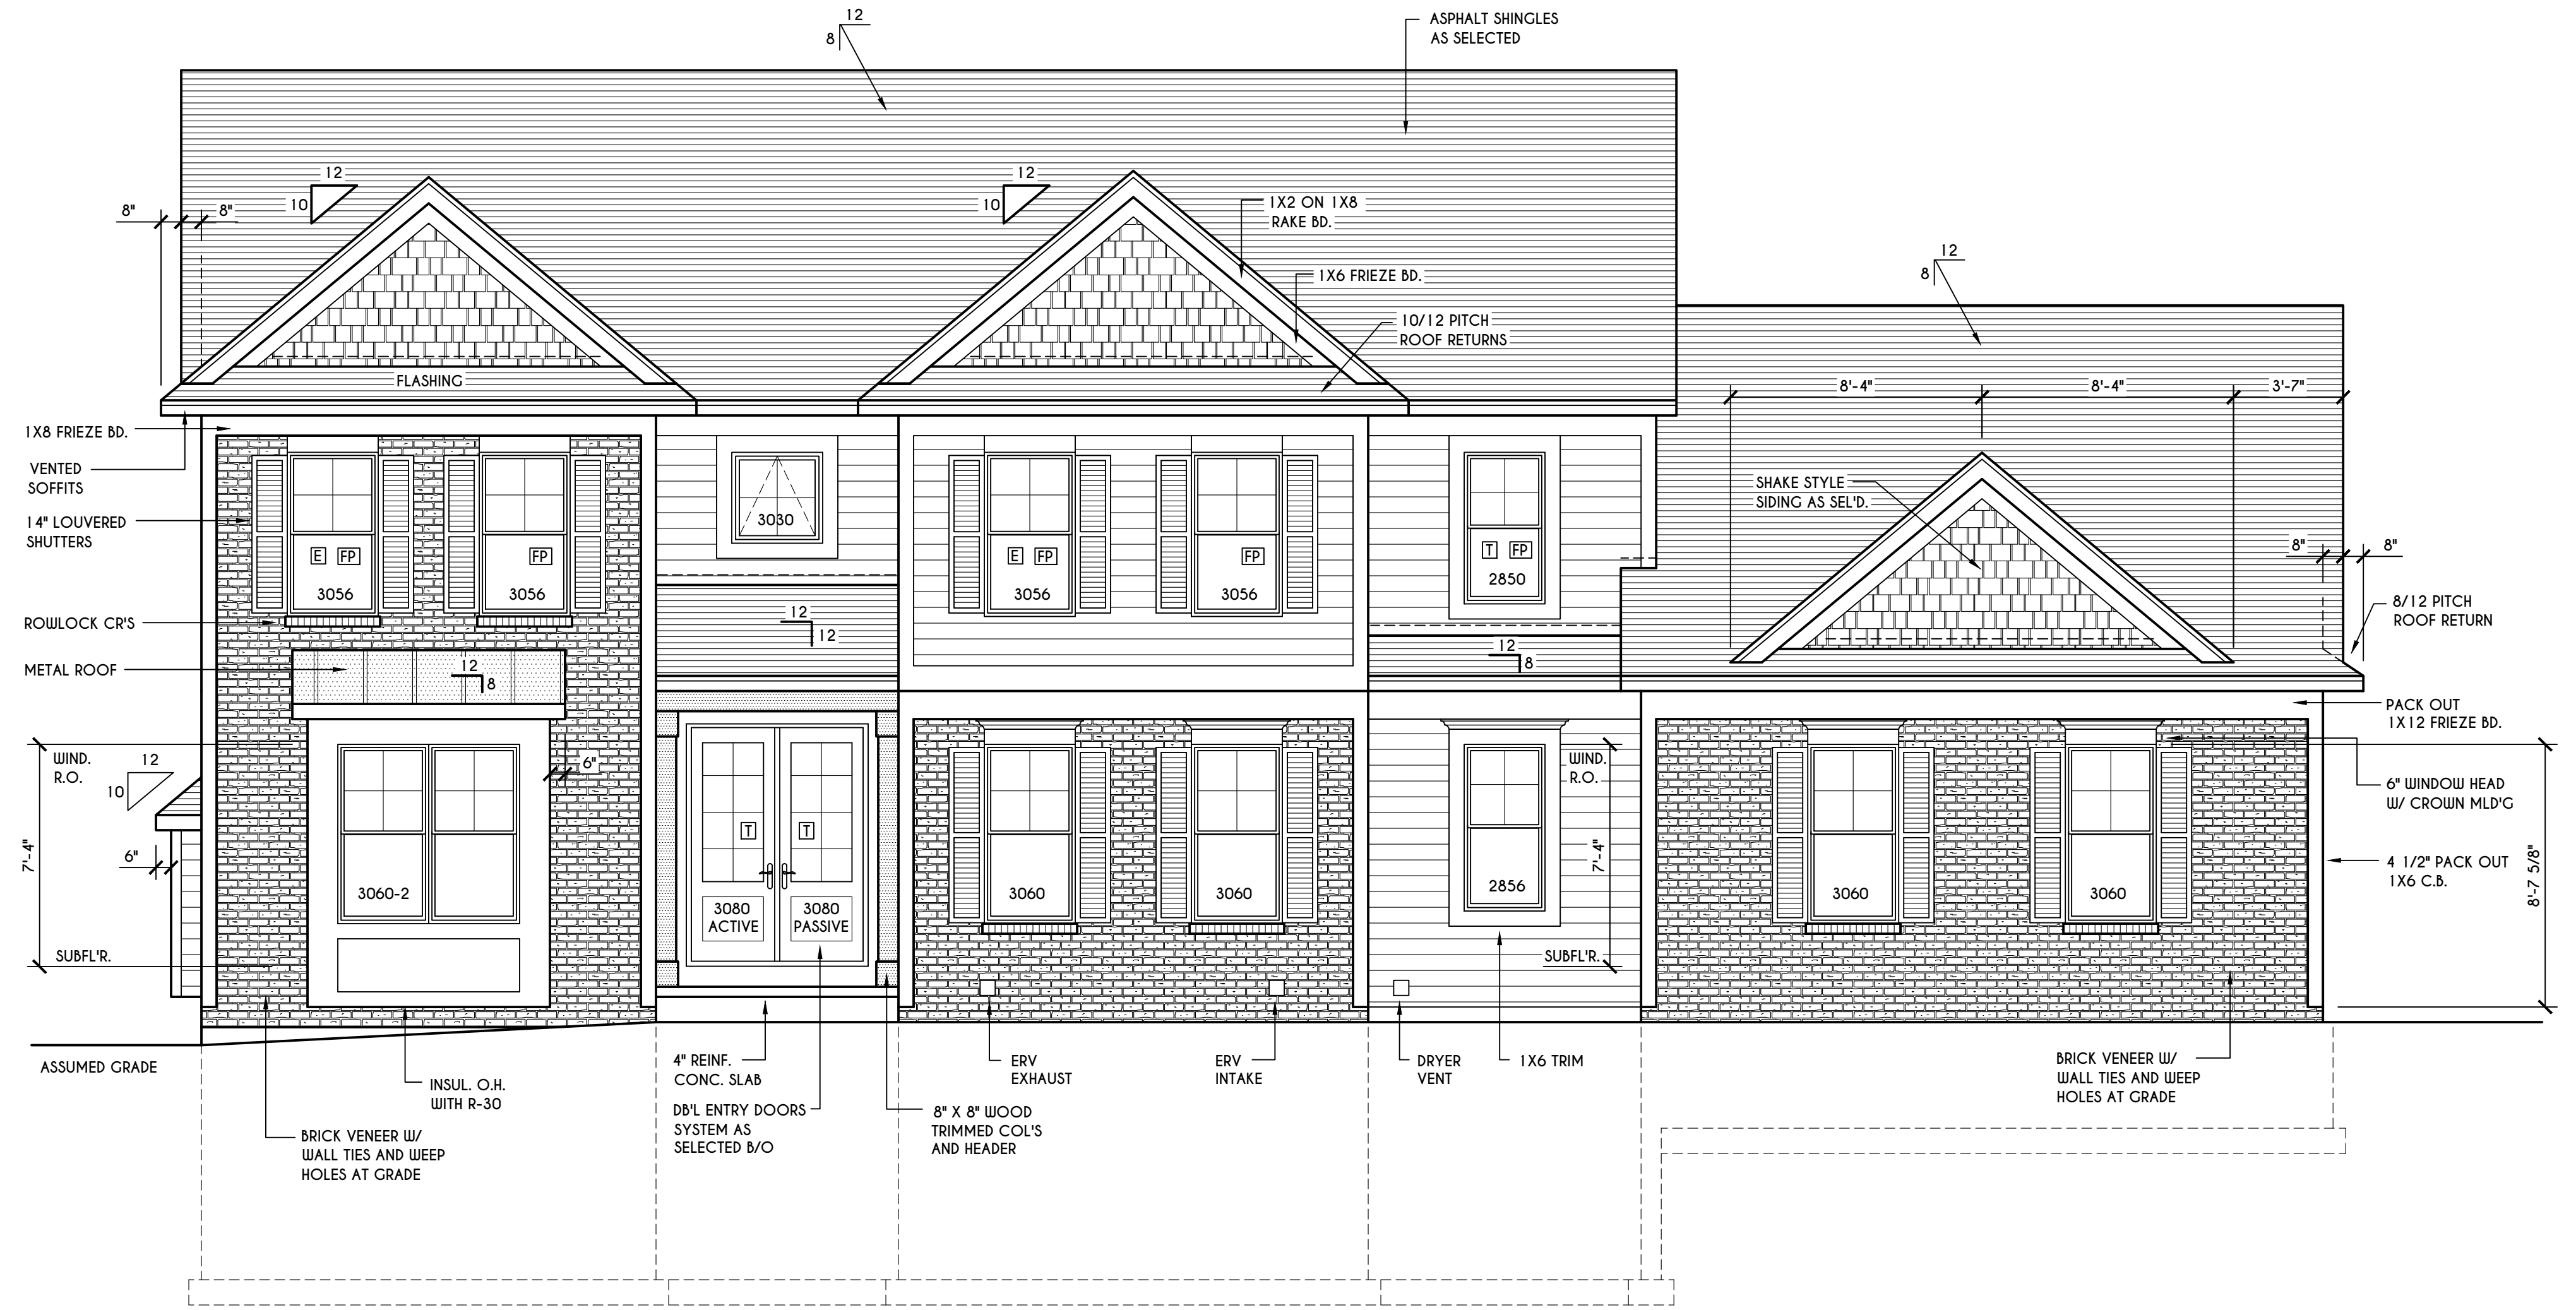 12
8
ASPHALT SHINGLES
AS SELECTED
12
10
12
10
8"
8"
1X2 ON 1X8
RAKE BD.
12
8
1X6 FRIEZE BD.
10/12 PITCH
ROOF RETURNS
FLASHING
8'-4"
8'-4"
3'-7"
1X8 FRIEZE BD.
VENTED
SOFFITS
14" LOUVERED
SHUTTERS
SHAKE STYLE
SIDING AS SEL'D.
3030
E
FP
FP
E
FP
FP
T
FP
8"
8"
3056
3056
3056
3056
2850
8/12 PITCH
ROOF RETURN
ROWLOCK CR'S
12
12
METAL ROOF
12
8
12
8
PACK OUT
1X12 FRIEZE BD.
WIND.
R.O.
12
10
6"
WIND.
R.O.
6" WINDOW HEAD
W/ CROWN MLD'G
T
T
7'-4"
6"
7'-4"
8'-7 5/8"
4 1/2" PACK OUT
1X6 C.B.
3060-2
3080
ACTIVE
3080
PASSIVE
3060
3060
2856
3060
3060
SUBFL'R.
SUBFL'R.
ASSUMED GRADE
4" REINF.
CONC. SLAB
ERV
EXHAUST
ERV
INTAKE
DRYER
VENT
1X6 TRIM
BRICK VENEER W/
WALL TIES AND WEEP
HOLES AT GRADE
INSUL. O.H.
WITH R-30
DB'L ENTRY DOORS
SYSTEM AS
SELECTED B/O
8" X 8" WOOD
TRIMMED COL'S
AND HEADER
BRICK VENEER W/
WALL TIES AND WEEP
HOLES AT GRADE